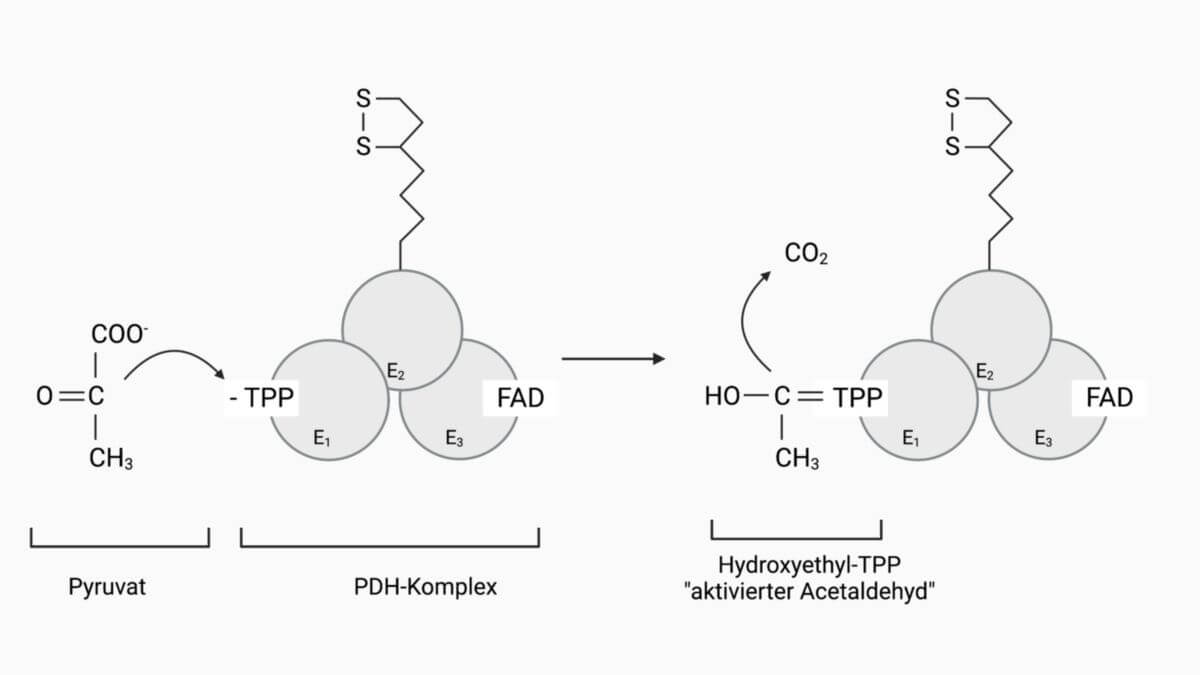 S
S
COO⁻
O=C
CH₃
- TPP
E₁
E₂
E₃
FAD
S
S
CO₂
HO—C=TPP
CH₃
E₁
E₂
E₃
FAD
Pyruvat
PDH-Komplex
Hydroxyethyl-TPP
"aktivierter Acetaldehyd"